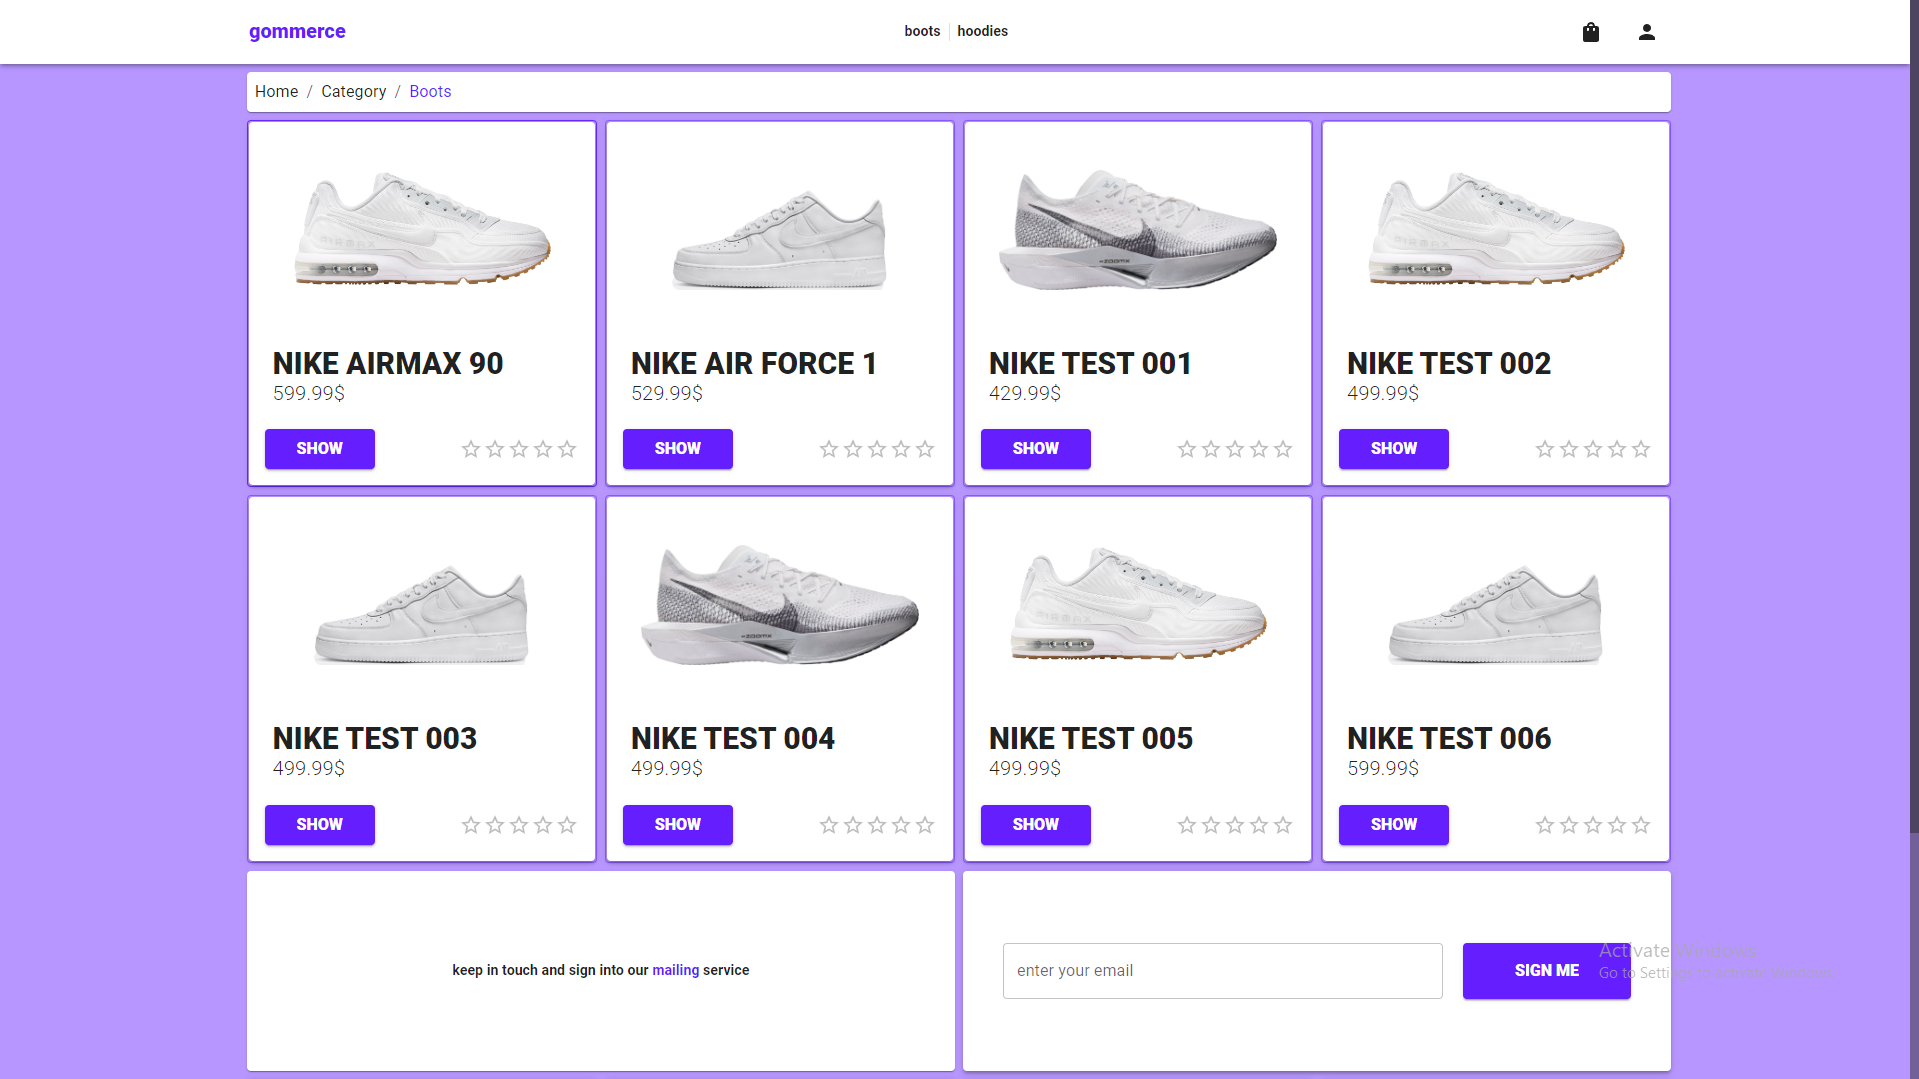 gommerce
boots | hoodies
Home / Category / Boots
NIKE AIRMAX 90
599.99$
SHOW
NIKE AIR FORCE 1
529.99$
SHOW
NIKE TEST 001
429.99$
SHOW
NIKE TEST 002
499.99$
SHOW
NIKE TEST 003
499.99$
SHOW
NIKE TEST 004
499.99$
SHOW
NIKE TEST 005
499.99$
SHOW
NIKE TEST 006
599.99$
SHOW
keep in touch and sign into our mailing service
enter your email
SIGN ME
Activate Windows
Go to Settings to activate Windows.